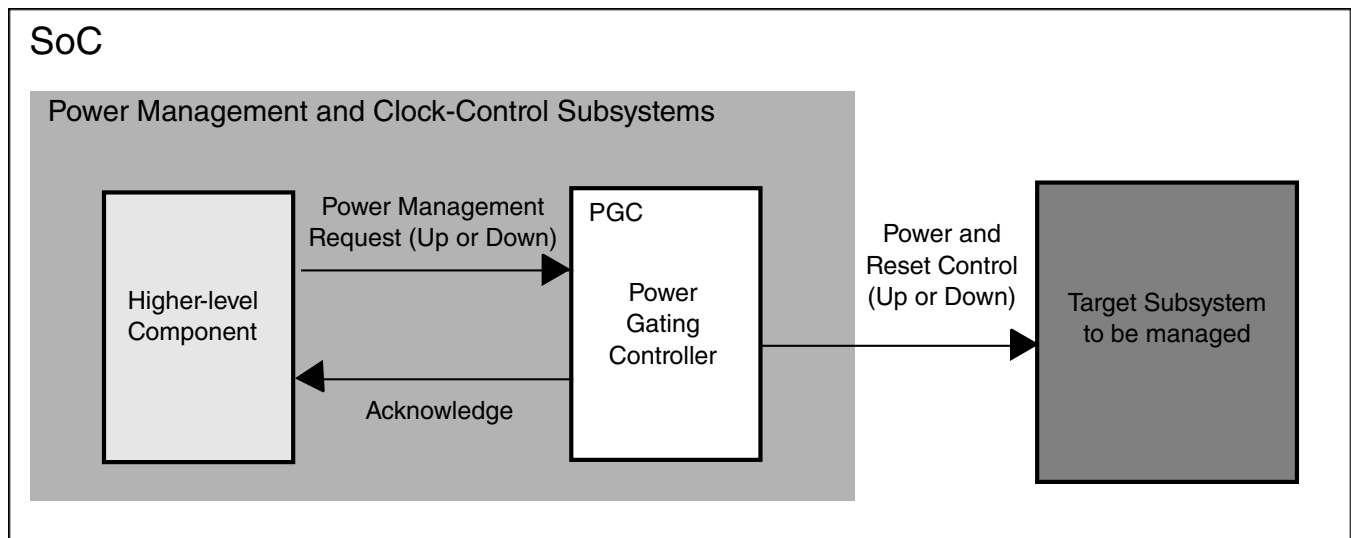 SoC
Power Management and Clock-Control Subsystems
Higher-level
Component
Power Management
Request (Up or Down)
Acknowledge
PGC
Power
Gating
Controller
Power and
Reset Control
(Up or Down)
Target Subsystem
to be managed